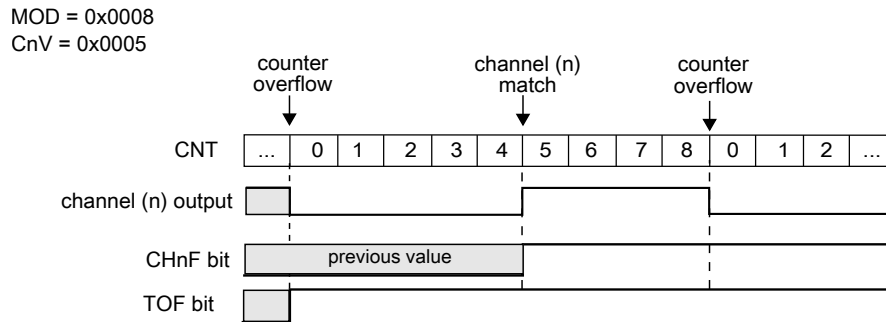 MOD = 0x0008
CnV = 0x0005
counter
overflow
channel (n)
match
counter
overflow
CNT ... 0 1 2 3 4 5 6 7 8 0 1 2 ...
channel (n) output
CHnF bit previous value
TOF bit